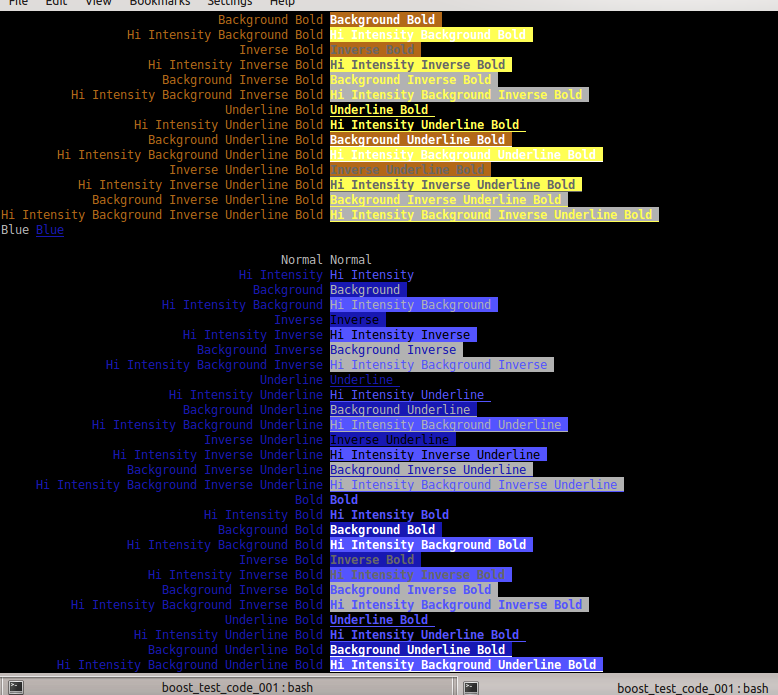 File Edit View Bookmarks Settings Help
Background Bold Background Bold
Hi Intensity Background Bold Hi Intensity Background Bold
Inverse Bold Inverse Bold
Hi Intensity Inverse Bold Hi Intensity Inverse Bold
Background Inverse Bold Background Inverse Bold
Hi Intensity Background Inverse Bold Hi Intensity Background Inverse Bold
Underline Bold Underline Bold
Hi Intensity Underline Bold Hi Intensity Underline Bold
Background Underline Bold Background Underline Bold
Hi Intensity Background Underline Bold Hi Intensity Background Underline Bold
Inverse Underline Bold Inverse Underline Bold
Hi Intensity Inverse Underline Bold Hi Intensity Inverse Underline Bold
Background Inverse Underline Bold Background Inverse Underline Bold
Hi Intensity Background Inverse Underline Bold Hi Intensity Background Inverse Underline Bold
Blue Blue
Normal Normal
Hi Intensity Hi Intensity
Background Background
Hi Intensity Background Hi Intensity Background
Inverse Inverse
Hi Intensity Inverse Hi Intensity Inverse
Background Inverse Background Inverse
Hi Intensity Background Inverse Hi Intensity Background Inverse
Underline Underline
Hi Intensity Underline Hi Intensity Underline
Background Underline Background Underline
Hi Intensity Background Underline Hi Intensity Background Underline
Inverse Underline Inverse Underline
Hi Intensity Inverse Underline Hi Intensity Inverse Underline
Background Inverse Underline Background Inverse Underline
Hi Intensity Background Inverse Underline Hi Intensity Background Inverse Underline
Bold Bold
Hi Intensity Bold Hi Intensity Bold
Background Bold Background Bold
Hi Intensity Background Bold Hi Intensity Background Bold
Inverse Bold Inverse Bold
Hi Intensity Inverse Bold Hi Intensity Inverse Bold
Background Inverse Bold Background Inverse Bold
Hi Intensity Background Inverse Bold Hi Intensity Background Inverse Bold
Underline Bold Underline Bold
Hi Intensity Underline Bold Hi Intensity Underline Bold
Background Underline Bold Background Underline Bold
Hi Intensity Background Underline Bold Hi Intensity Background Underline Bold
boost_test_code_001 : bash boost_test_code_001 : bash